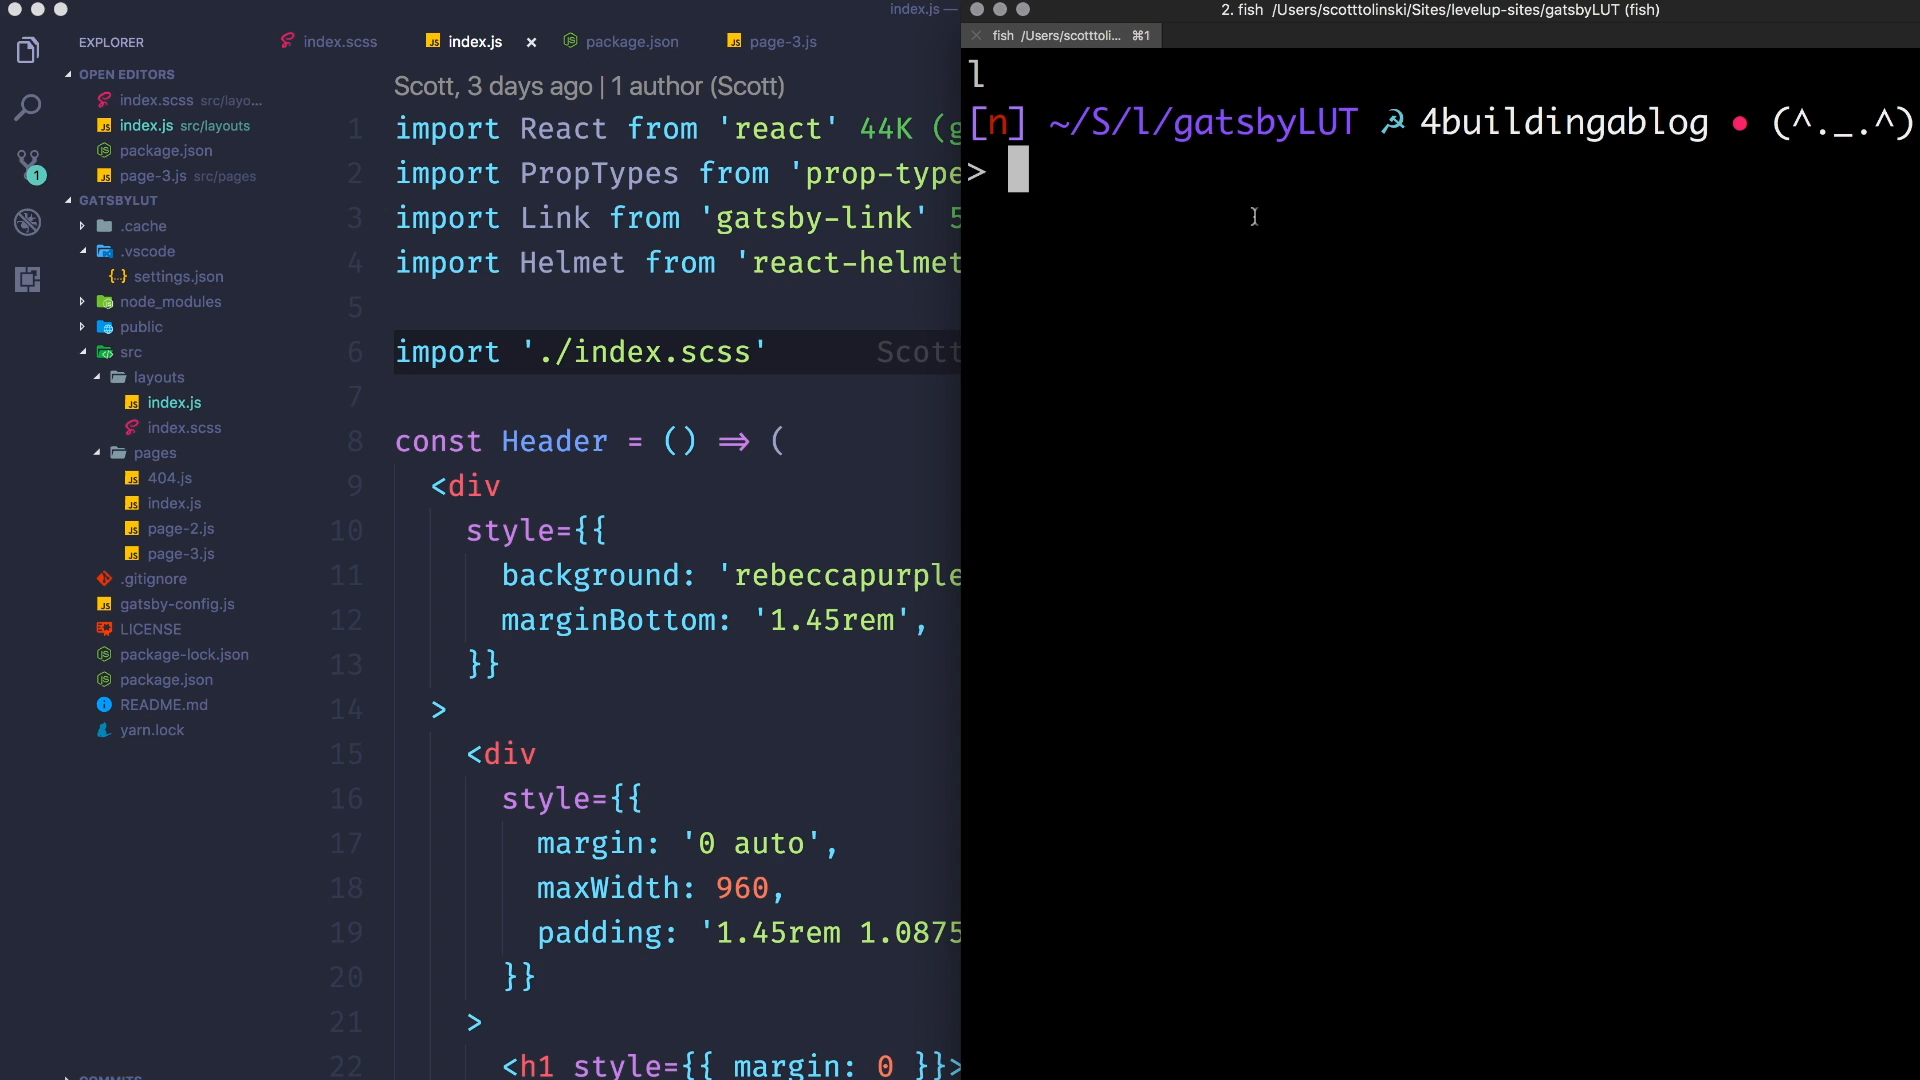 index.js —
EXPLORER
OPEN EDITORS
index.scss src/layo...
index.js src/layouts
package.json
page-3.js src/pages
GATSBYLUT
.cache
.vscode
{..} settings.json
node_modules
public
src
layouts
index.js
index.scss
pages
404.js
index.js
page-2.js
page-3.js
.gitignore
gatsby-config.js
LICENSE
package-lock.json
package.json
README.md
yarn.lock
1
index.scss
index.js ×
package.json
page-3.js
Scott, 3 days ago | 1 author (Scott)
1 import React from 'react' 44K (g
2 import PropTypes from 'prop-type
3 import Link from 'gatsby-link' 5
4 import Helmet from 'react-helmet
5
6 import './index.scss' Scott
7
8 const Header = () => (
9 <div
10 style={{
11 background: 'rebeccapurple
12 marginBottom: '1.45rem',
13 }}
14 >
15 <div
16 style={{
17 margin: '0 auto',
18 maxWidth: 960,
19 padding: '1.45rem 1.0875
20 }}
21 >
22 <h1 style={{ margin: 0 }}>
2. fish /Users/scotttolinski/Sites/levelup-sites/gatsbyLUT (fish)
× fish /Users/scotttoli... ⌘1
l
[n] ~/S/l/gatsbyLUT ☭ 4buildingablog • (^._.^)
>